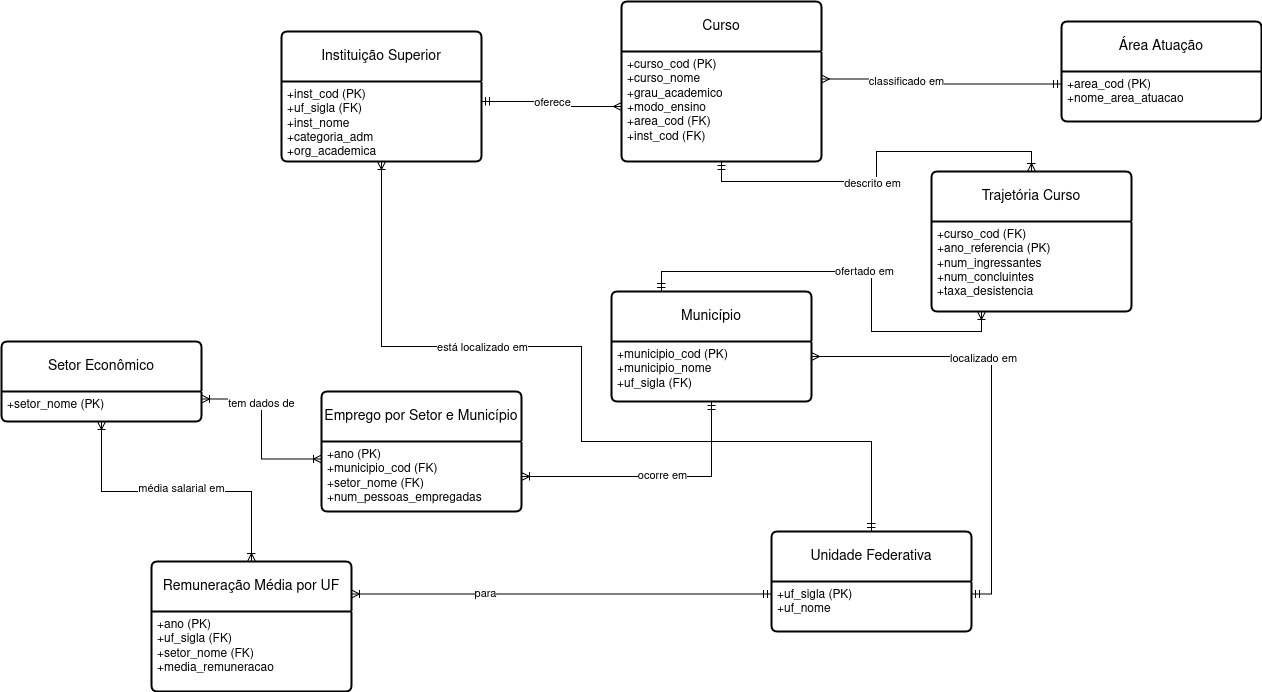 Curso
+curso_cod (PK)
+curso_nome
+grau_academico
+modo_ensino
+area_cod (FK)
+inst_cod (FK)
Instituição Superior
+inst_cod (PK)
+uf_sigla (FK)
+inst_nome
+categoria_adm
+org_academica
oferece
classificado em
Área Atuação
+area_cod (PK)
+nome_area_atuacao
descrito em
Trajetória Curso
+curso_cod (FK)
+ano_referencia (PK)
+num_ingressantes
+num_concluintes
+taxa_desistencia
ofertado em
Município
+municipio_cod (PK)
+municipio_nome
+uf_sigla (FK)
está localizado em
localizado em
Setor Econômico
+setor_nome (PK)
tem dados de
Emprego por Setor e Município
+ano (PK)
+municipio_cod (FK)
+setor_nome (FK)
+num_pessoas_empregadas
ocorre em
média salarial em
Unidade Federativa
+uf_sigla (PK)
+uf_nome
Remuneração Média por UF
+ano (PK)
+uf_sigla (FK)
+setor_nome (FK)
+media_remuneracao
para